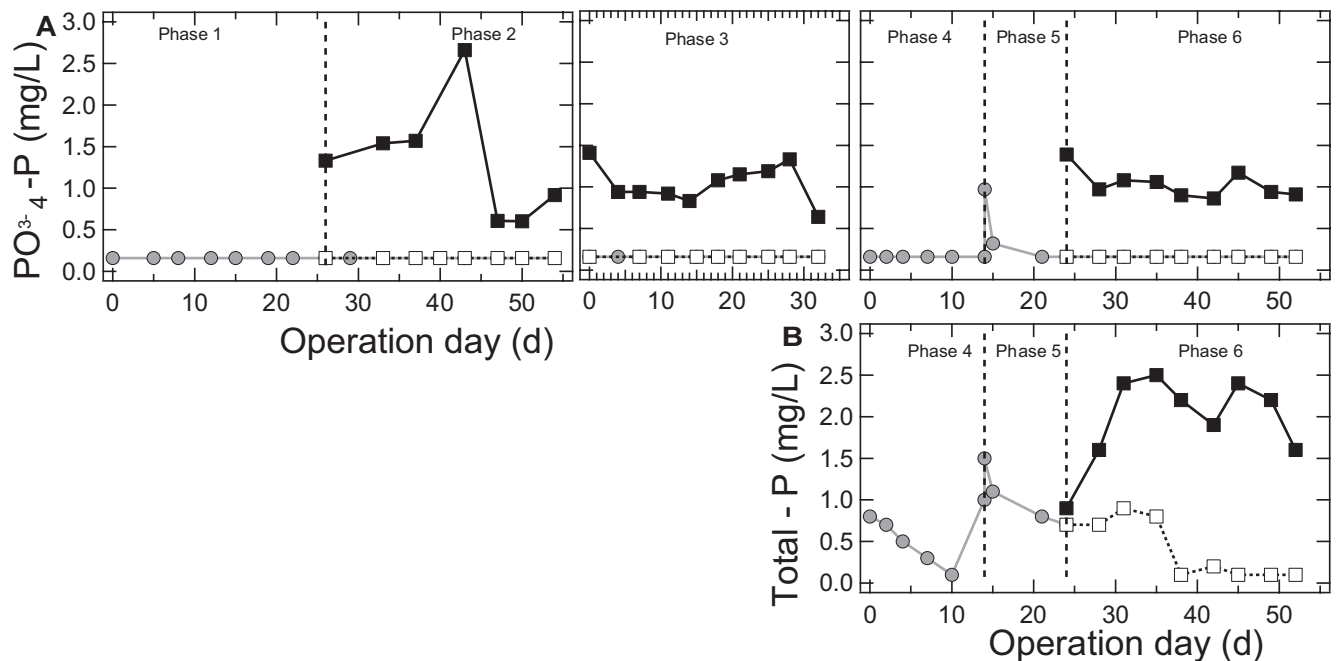 A
Phase 1
Phase 2
Phase 3
Phase 4
Phase 5
Phase 6
PO³⁻₄-P (mg/L)
3.0
2.5
2.0
1.5
1.0
0.5
0.0
0 10 20 30 40 50
0 10 20 30
0 10 20 30 40 50
Operation day (d)
B
Phase 4
Phase 5
Phase 6
Total - P (mg/L)
3.0
2.5
2.0
1.5
1.0
0.5
0.0
0 10 20 30 40 50
Operation day (d)